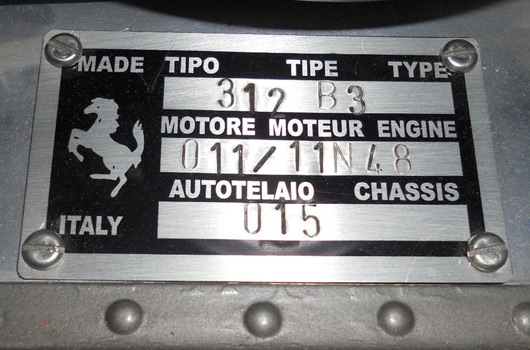 MADE TIPO TIPE TYPE
312 B3
MOTORE MOTEUR ENGINE
011/11N48
AUTOTELAIO CHASSIS
ITALY 015